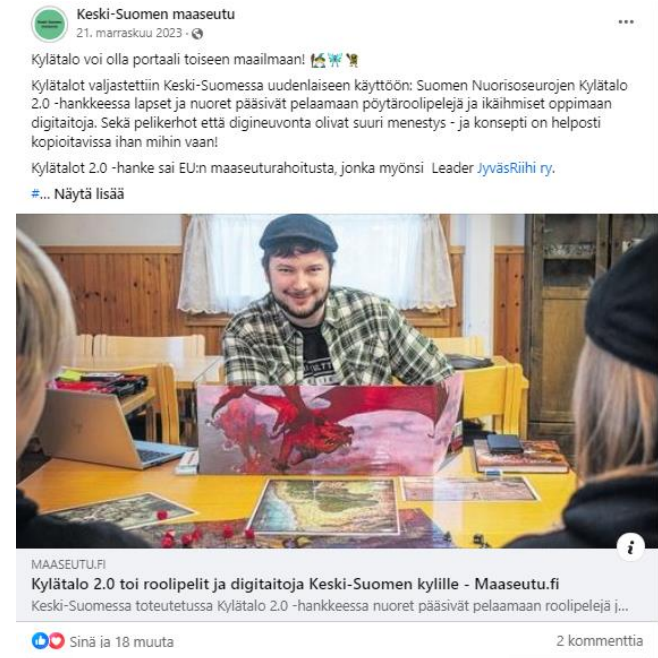 Keski-Suomen maaseutu
21. marraskuu 2023 ·
Kylätalo voi olla portaali toiseen maailmaan!
Kylätalot valjastettiin Keski-Suomessa uudenlaiseen käyttöön: Suomen Nuorisoseurojen Kylätalo
2.0 -hankkeessa lapset ja nuoret pääsivät pelaamaan pöytäroolipelejä ja ikäihmiset oppimaan
digitaitoja. Sekä pelikerhot että digineuvonta olivat suuri menestys - ja konsepti on helposti
kopioitavissa ihan mihin vaan!
Kylätalot 2.0 -hanke sai EU:n maaseuturahoitusta, jonka myönsi Leader JyväsRiihi ry.
#... Näytä lisää
MAASEUTU.FI
Kylätalo 2.0 toi roolipelit ja digitaitoja Keski-Suomen kylille - Maaseutu.fi
Keski-Suomessa toteutetussa Kylätalo 2.0 -hankkeessa nuoret pääsivät pelaamaan roolipelejä j...
Sinä ja 18 muuta
2 kommenttia